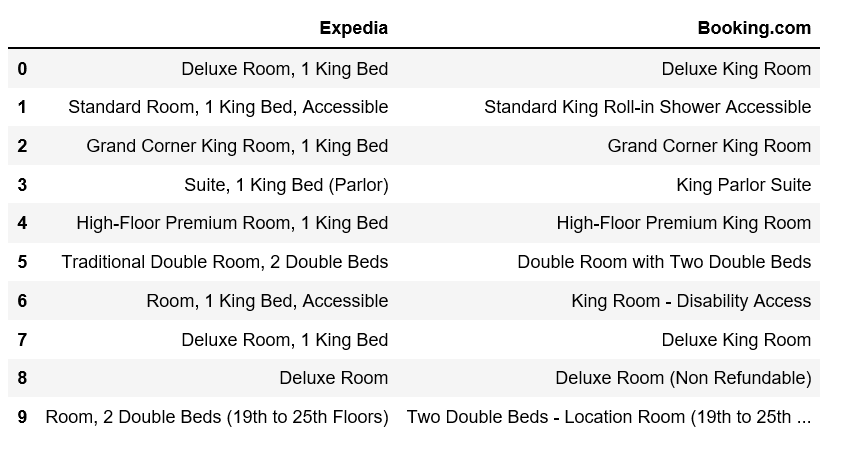 Expedia Booking.com
0 Deluxe Room, 1 King Bed Deluxe King Room
1 Standard Room, 1 King Bed, Accessible Standard King Roll-in Shower Accessible
2 Grand Corner King Room, 1 King Bed Grand Corner King Room
3 Suite, 1 King Bed (Parlor) King Parlor Suite
4 High-Floor Premium Room, 1 King Bed High-Floor Premium King Room
5 Traditional Double Room, 2 Double Beds Double Room with Two Double Beds
6 Room, 1 King Bed, Accessible King Room - Disability Access
7 Deluxe Room, 1 King Bed Deluxe King Room
8 Deluxe Room Deluxe Room (Non Refundable)
9 Room, 2 Double Beds (19th to 25th Floors) Two Double Beds - Location Room (19th to 25th ...